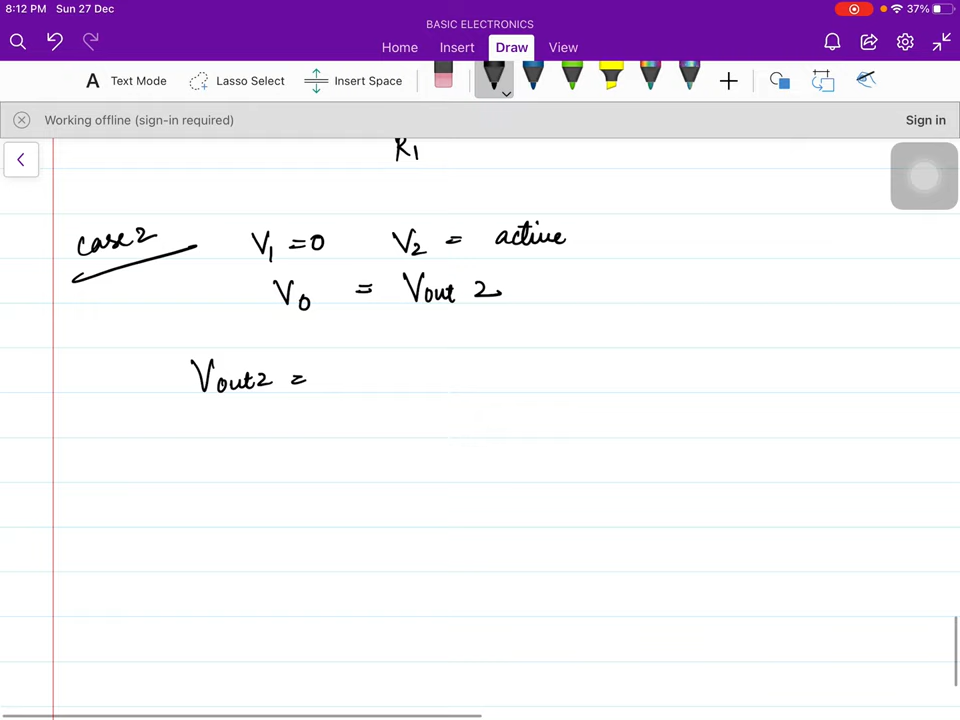 8:12 PM Sun 27 Dec
37%
BASIC ELECTRONICS
Home Insert Draw View
Text Mode Lasso Select Insert Space
Working offline (sign-in required) Sign in
R1
case 2 V1 = 0 V2 = active
V0 = Vout 2
Vout2 =